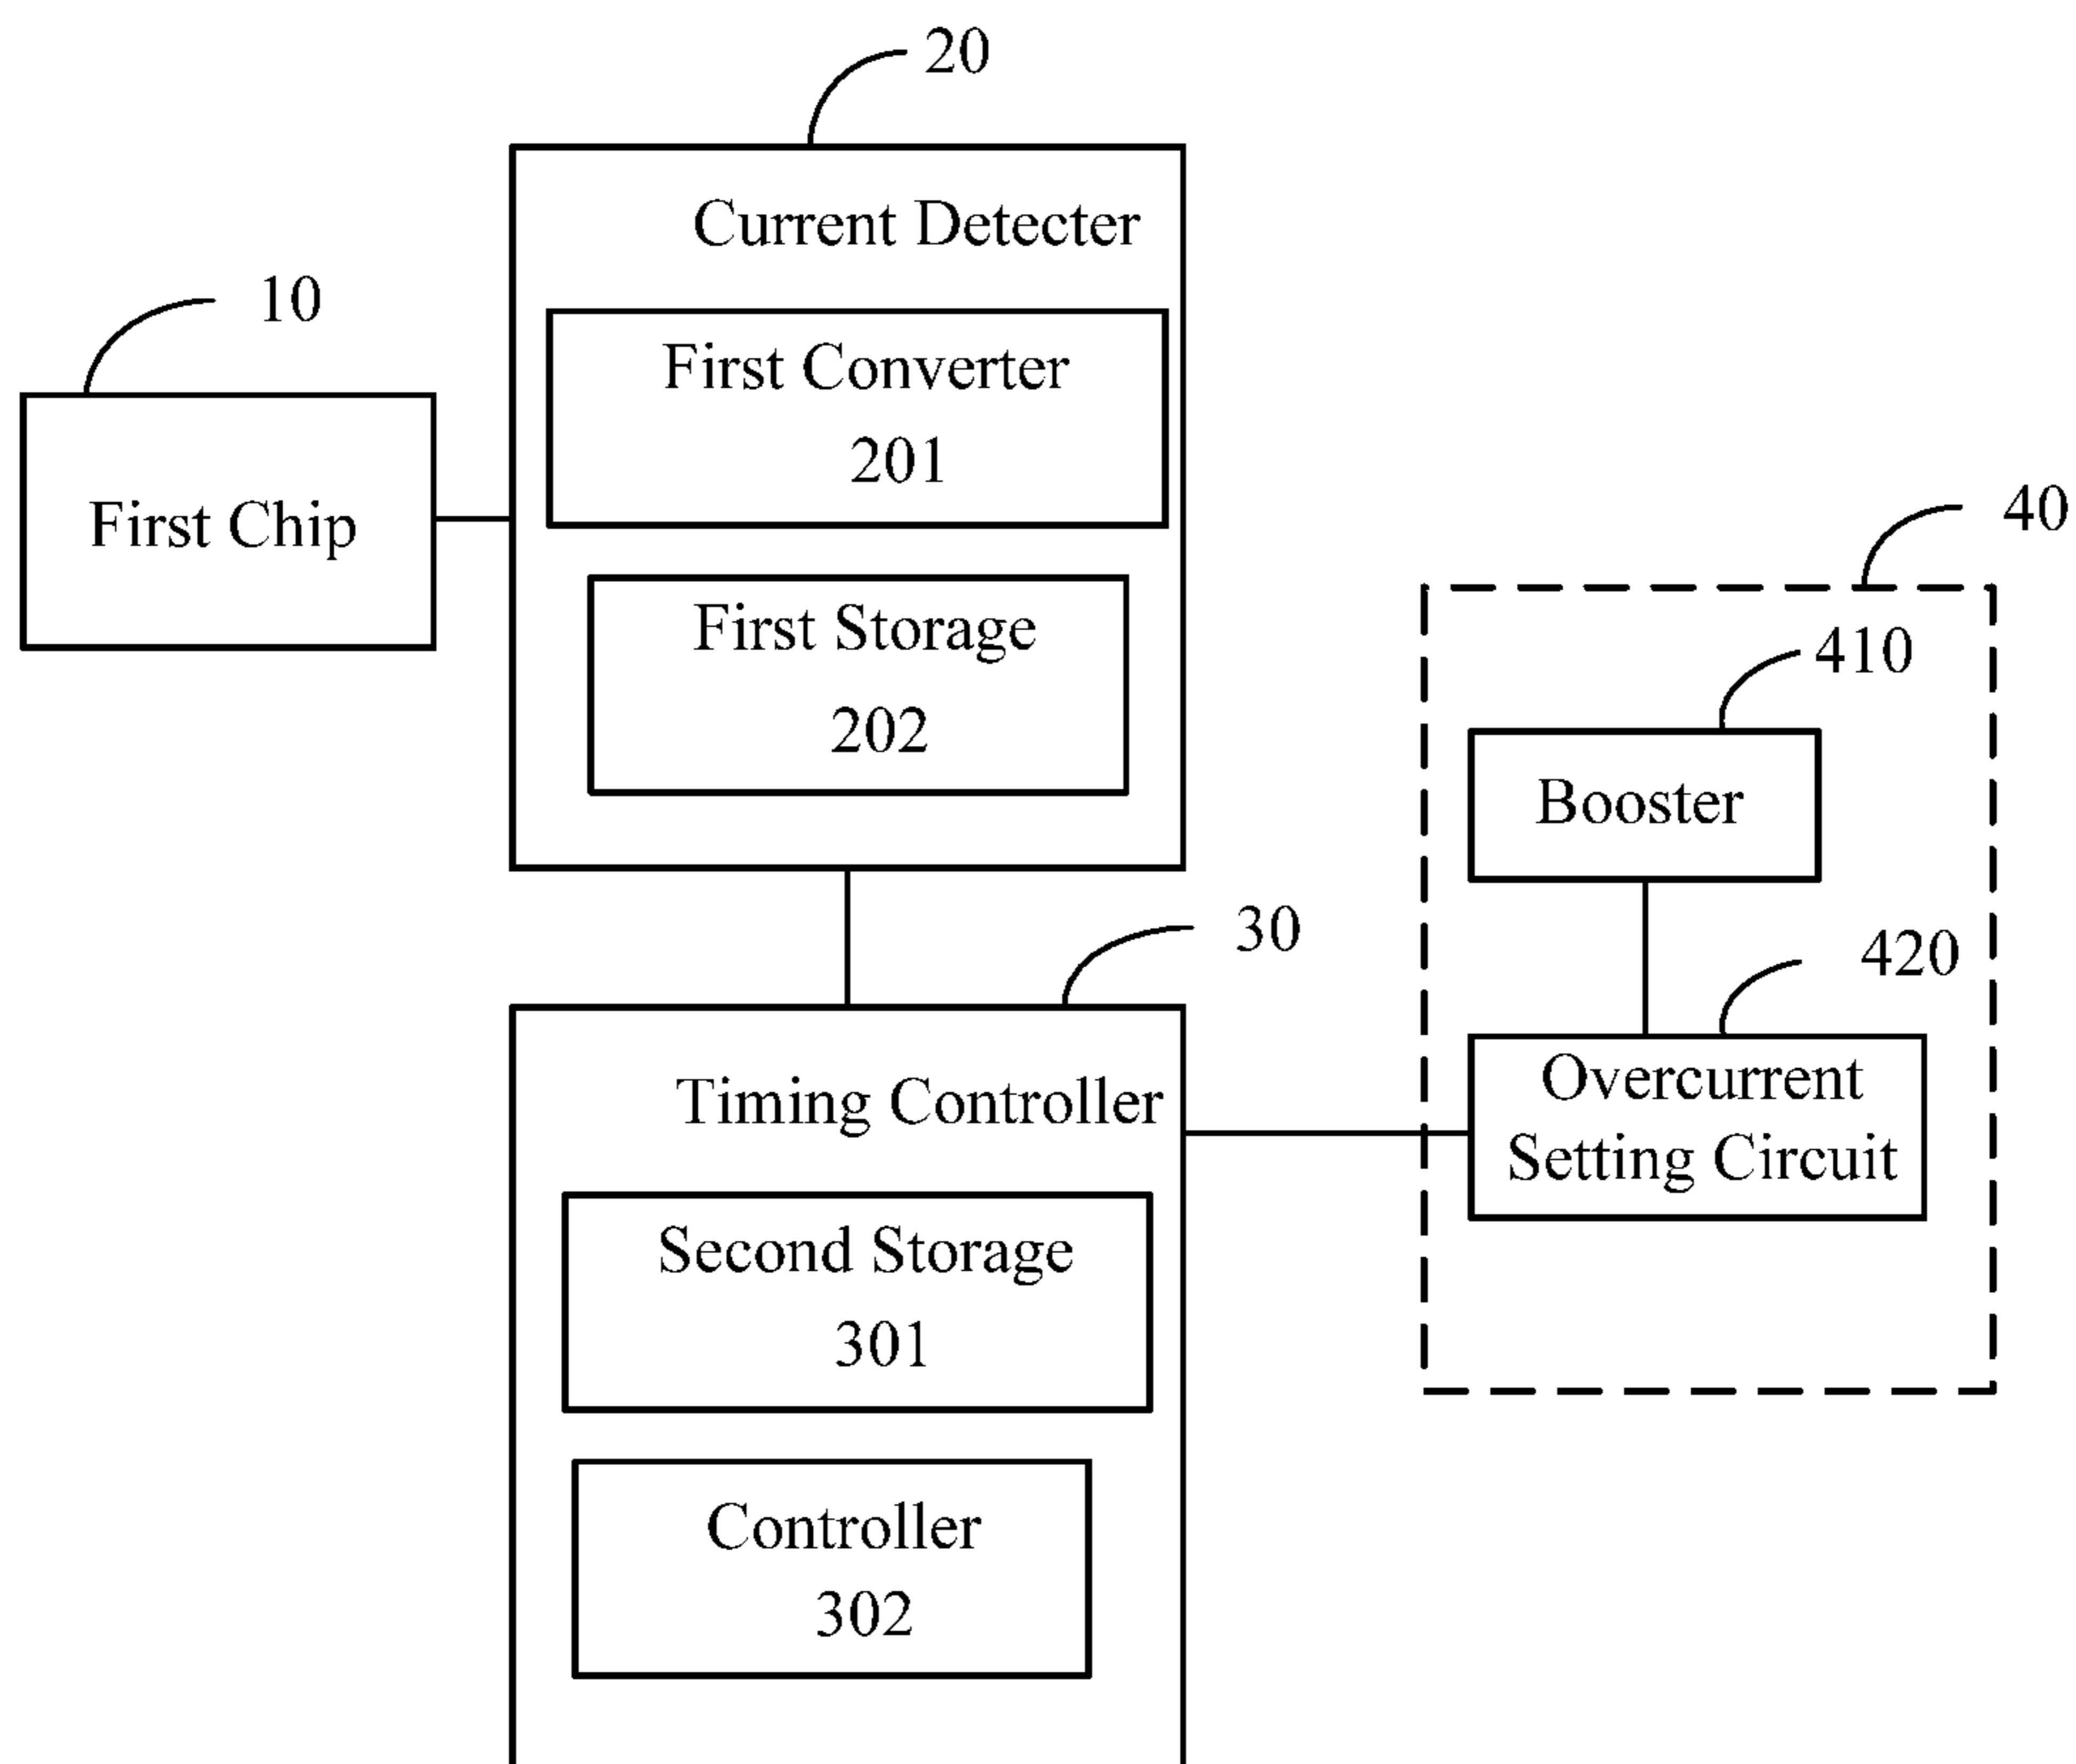 20
Current Detecter
10
First Converter
201
First Chip
40
First Storage
202
410
Booster
30
420
Timing Controller
Overcurrent
Setting Circuit
Second Storage
301
Controller
302